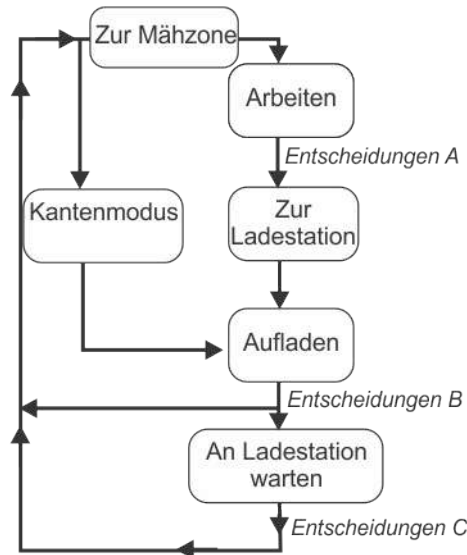 Zur Mähzone
Arbeiten
Entscheidungen A
Kantenmodus
Zur
Ladestation
Aufladen
Entscheidungen B
An Ladestation
warten
Entscheidungen C